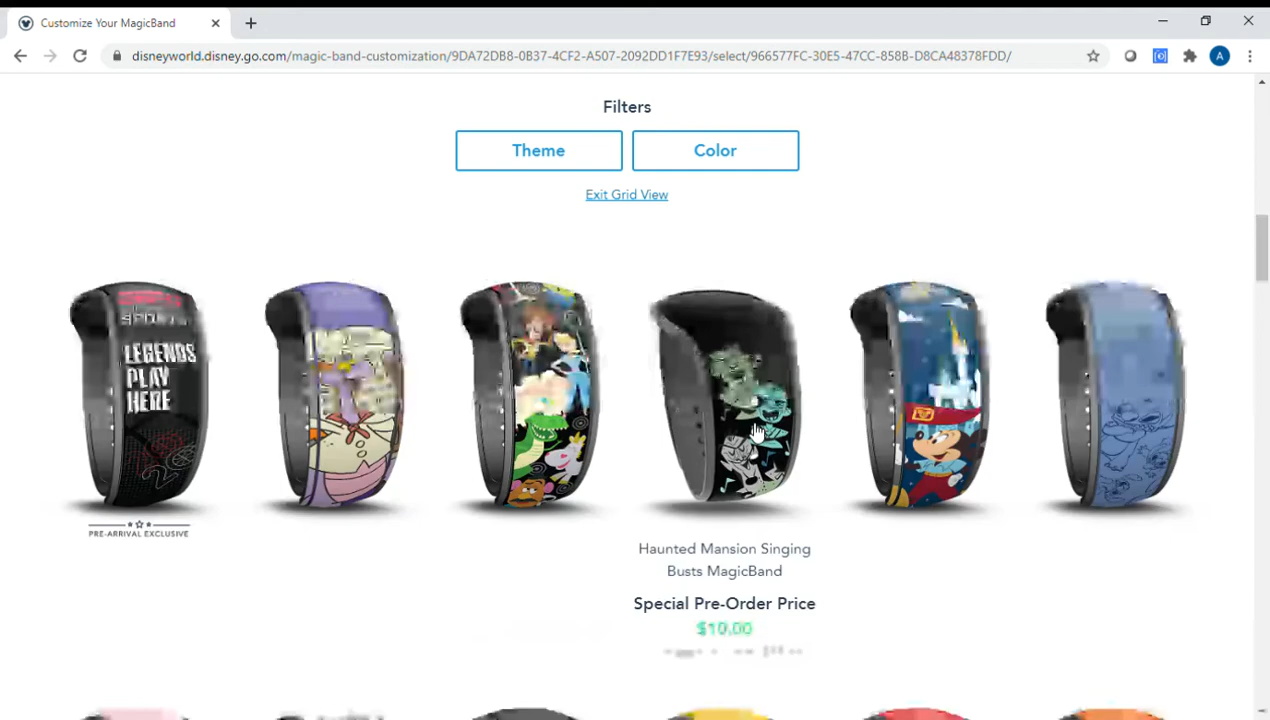 Customize Your MagicBand
disneyworld.disney.go.com/magic-band-customization/9DA72DB8-0B37-4CF2-A507-2092DD1F7E93/select/966577FC-30E5-47CC-858B-D8CA48378FDD/
A
Filters
Theme
Color
Exit Grid View
SPORTS
LEGENDS
PLAY
HERE
PRE-ARRIVAL EXCLUSIVE
Haunted Mansion Singing
Busts MagicBand
Special Pre-Order Price
$10.00